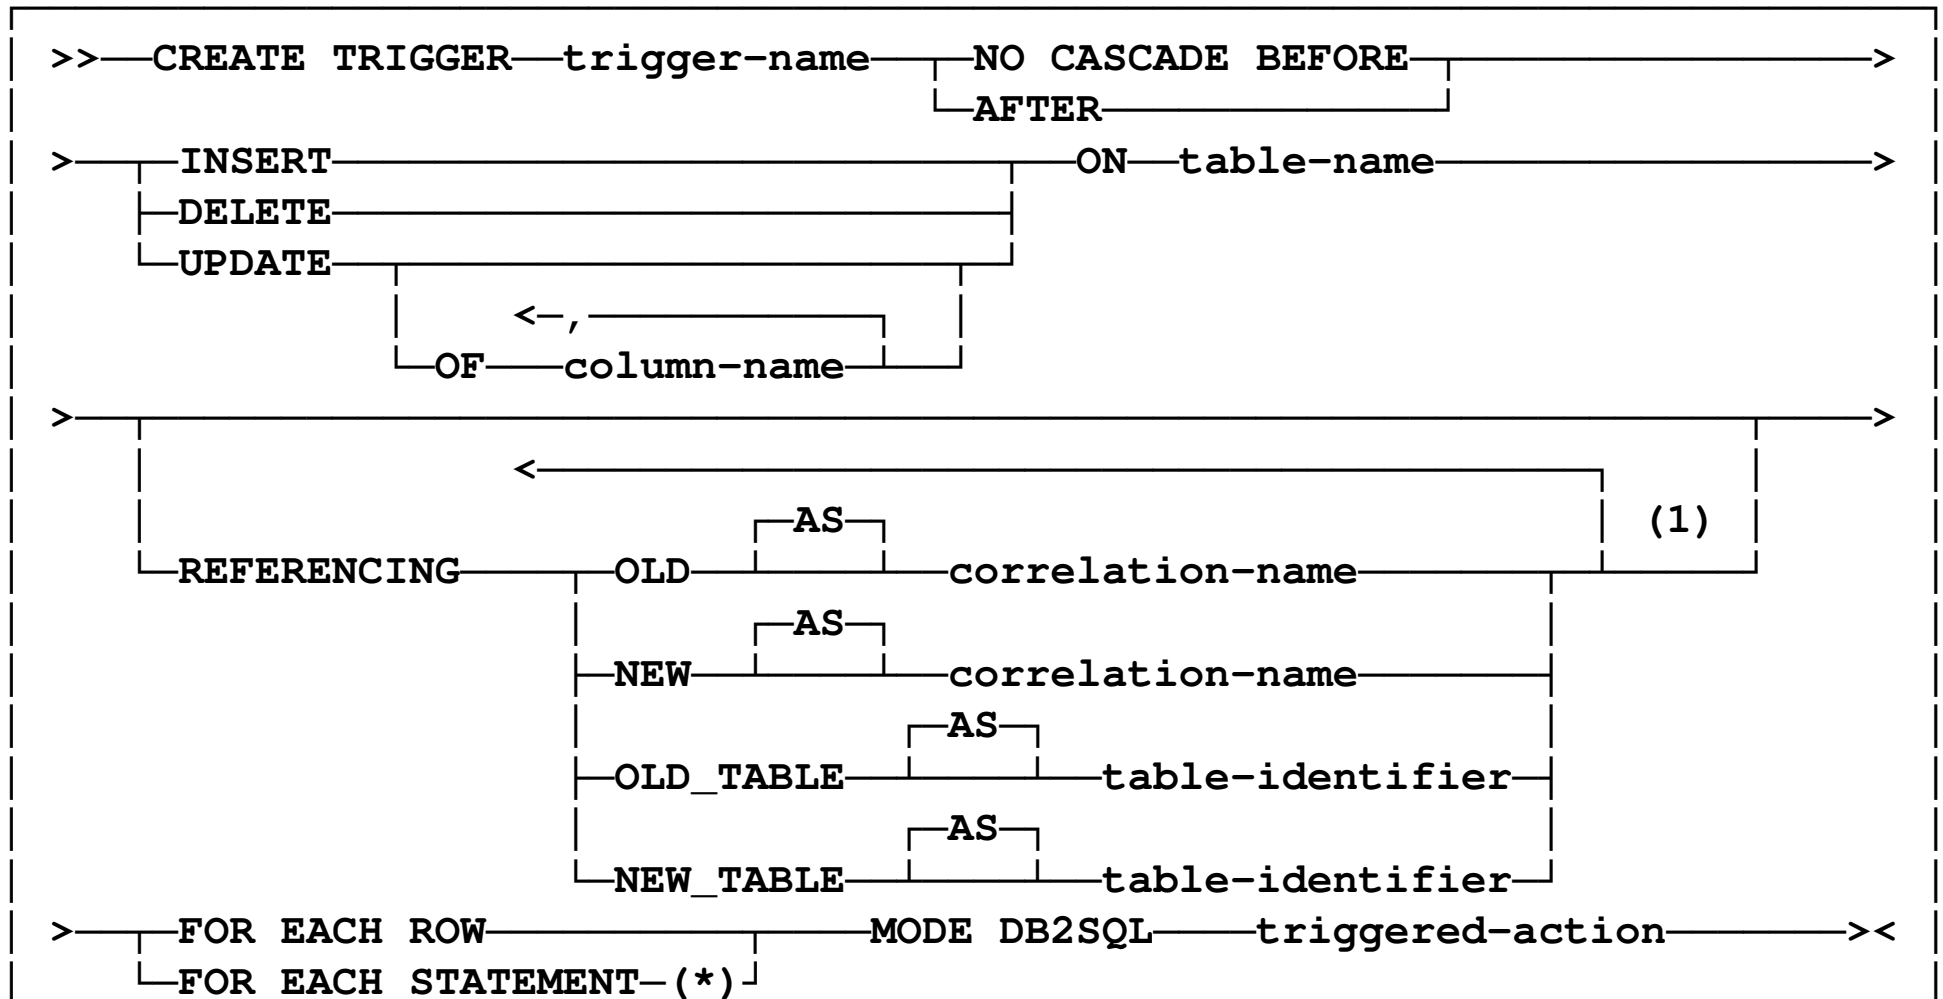 >>—CREATE TRIGGER—trigger-name—NO CASCADE BEFORE—>
AFTER
>—INSERT—ON—table-name—>
DELETE
UPDATE
<—,—
OF—column-name
>—>
<—
AS (1)
REFERENCING—OLD—correlation-name
AS
NEW—correlation-name
AS
OLD_TABLE—table-identifier
AS
NEW_TABLE—table-identifier
>—FOR EACH ROW—MODE DB2SQL—triggered-action—><
FOR EACH STATEMENT—(*)